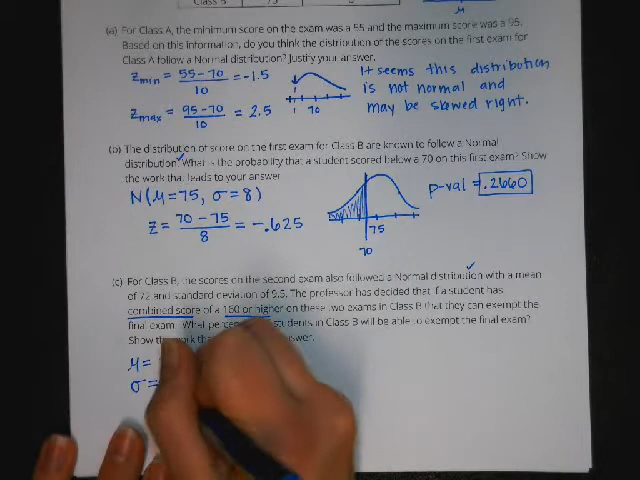 Class B 75 8
μ
(a) For Class A, the minimum score on the exam was a 55 and maximum score was a 95.
Based on this information, do you think the distribution of the scores on the first exam for
Class A follow a Normal distribution? Justify your answer.
z min = 55-70 / 10 = -1.5
z max = 95-70 / 10 = 2.5
70
It seems this distribution
is not normal and
may be skewed right.
(b) The distribution of score on the first exam for Class B are known to follow a Normal
distribution. What is the probability that a student scored below a 70 on this first exam? Show
the work that leads to your answer
N(μ=75, σ=8)
z = 70-75 / 8 = -.625
75
70
p-val = .2660
(c) For Class B, the scores on the second exam also followed a Normal distribution with a mean
of 72 and standard deviation of 9.5. The professor has decided that if a student has
combined score of a 160 or higher on these two exams in Class B that they can exempt the
final exam. What percent students in Class B will be able to exempt the final exam?
Show the work tha answer.
μ=
σ=